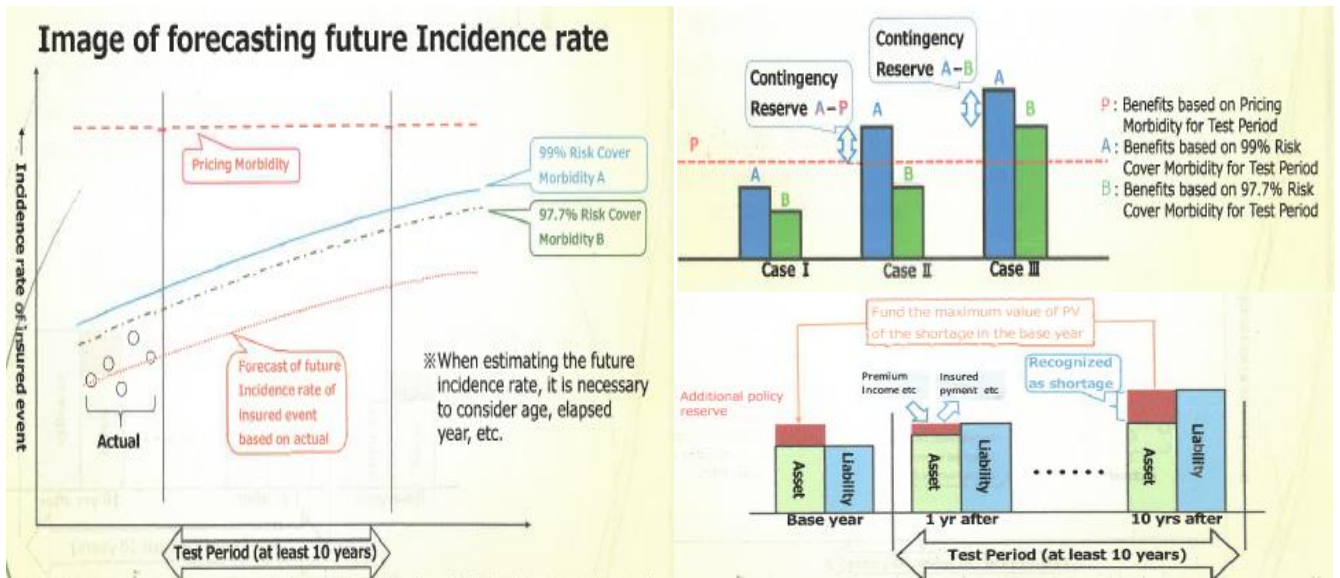 Image of forecasting future Incidence rate
Incidence rate of insured event
Pricing Morbidity
99% Risk Cover
Morbidity A
97.7% Risk Cover
Morbidity B
Forecast of future
Incidence rate of
insured event
based on actual
Actual
※When estimating the future
incidence rate, it is necessary
to consider age, elapsed
year, etc.
Test Period (at least 10 years)
Contingency
Reserve A-P
Contingency
Reserve A-B
P
A
B
A
B
A
B
Case I
Case II
Case III
P : Benefits based on Pricing
Morbidity for Test Period
A : Benefits based on 99% Risk
Cover Morbidity for Test Period
B : Benefits based on 97.7% Risk
Cover Morbidity for Test Period
Fund the maximum value of PV
of the shortage in the base year
Additional policy
reserve
Premium
Income etc
Insured
pyment etc
Recognized
as shortage
Asset
Liability
Asset
Liability
Asset
Liability
Base year
1 yr after
10 yrs after
Test Period (at least 10 years)